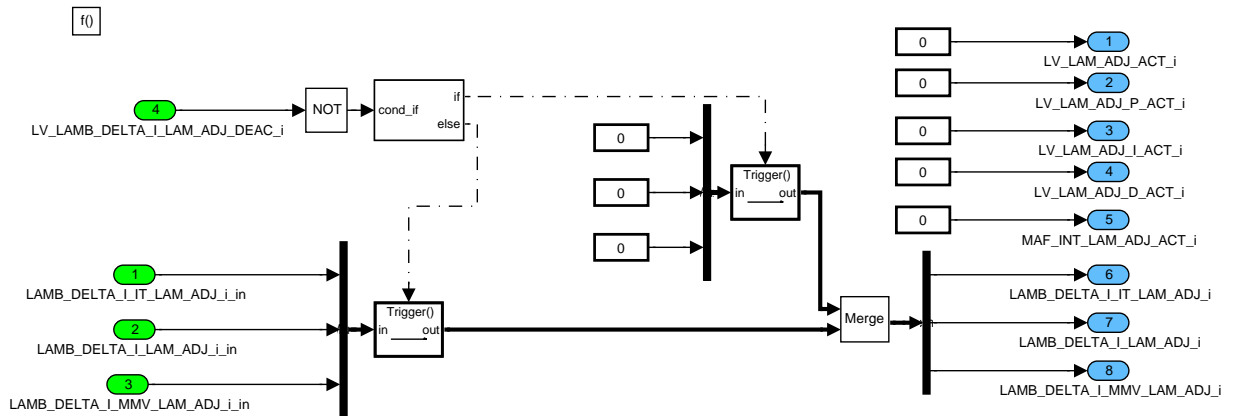 f()
0
1
LV_LAM_ADJ_ACT_i
0
2
LV_LAM_ADJ_P_ACT_i
4
LV_LAMB_DELTA_I_LAM_ADJ_DEAC_i
NOT
cond_if
if
else
0
0
0
Trigger()
in
out
0
3
LV_LAM_ADJ_I_ACT_i
0
4
LV_LAM_ADJ_D_ACT_i
0
5
MAF_INT_LAM_ADJ_ACT_i
1
LAMB_DELTA_I_IT_LAM_ADJ_i_in
2
LAMB_DELTA_I_LAM_ADJ_i_in
3
LAMB_DELTA_I_MMV_LAM_ADJ_i_in
Trigger()
in
out
Merge
6
LAMB_DELTA_I_IT_LAM_ADJ_i
7
LAMB_DELTA_I_LAM_ADJ_i
8
LAMB_DELTA_I_MMV_LAM_ADJ_i